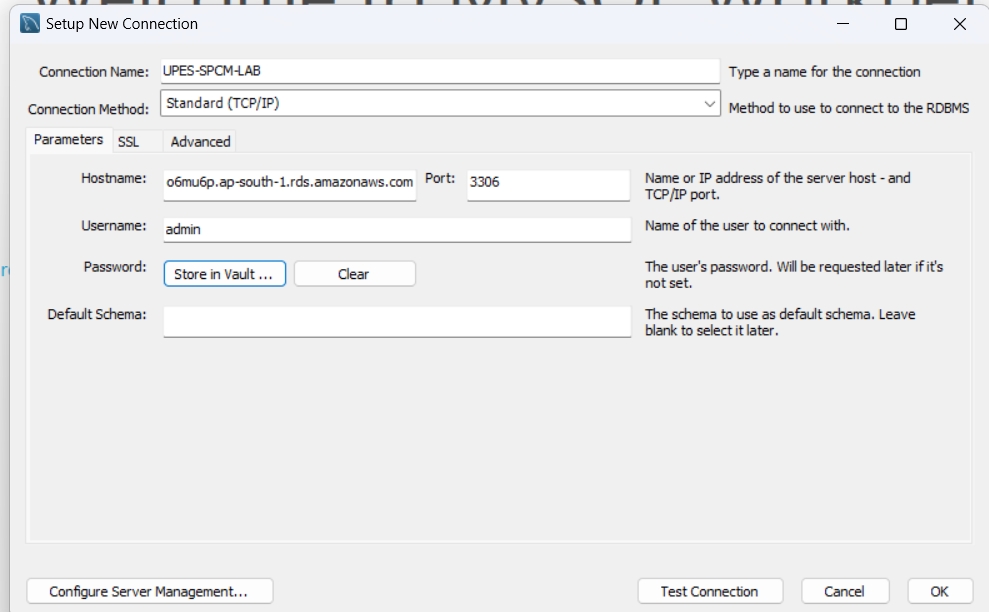 Setup New Connection
Connection Name: UPES-SPCM-LAB Type a name for the connection
Connection Method: Standard (TCP/IP) Method to use to connect to the RDBMS
Parameters SSL Advanced
Hostname: o6mu6p.ap-south-1.rds.amazonaws.com Port: 3306 Name or IP address of the server host - and
TCP/IP port.
Username: admin Name of the user to connect with.
Password: Store in Vault ... Clear The user's password. Will be requested later if it's
not set.
Default Schema: The schema to use as default schema. Leave
blank to select it later.
Configure Server Management... Test Connection Cancel OK